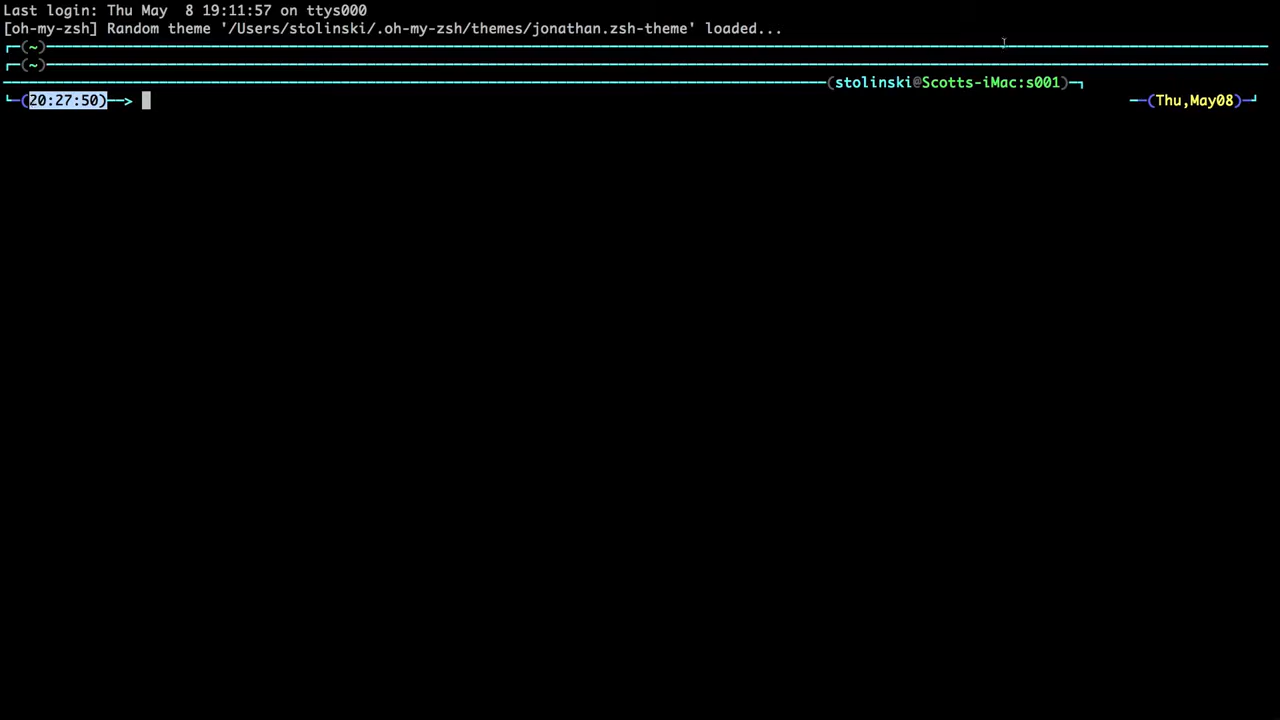 Last login: Thu May  8 19:11:57 on ttys000
[oh-my-zsh] Random theme '/Users/stolinski/.oh-my-zsh/themes/jonathan.zsh-theme' loaded...
┌─(~)────────────────────────────────────────
┌─(~)────────────────────────────────────────
────────────────────(stolinski@Scotts-iMac:s001)─┐
└─(20:27:50)──> ─(Thu,May08)─┘